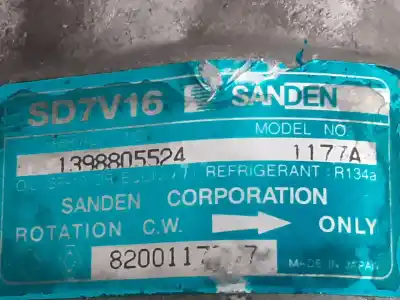 SD7V16 SANDEN
MODEL NO.
1398805524 1177A
REFRIGERANT : R134a
SANDEN CORPORATION
ROTATION C.W. ONLY
MADE IN JAPAN